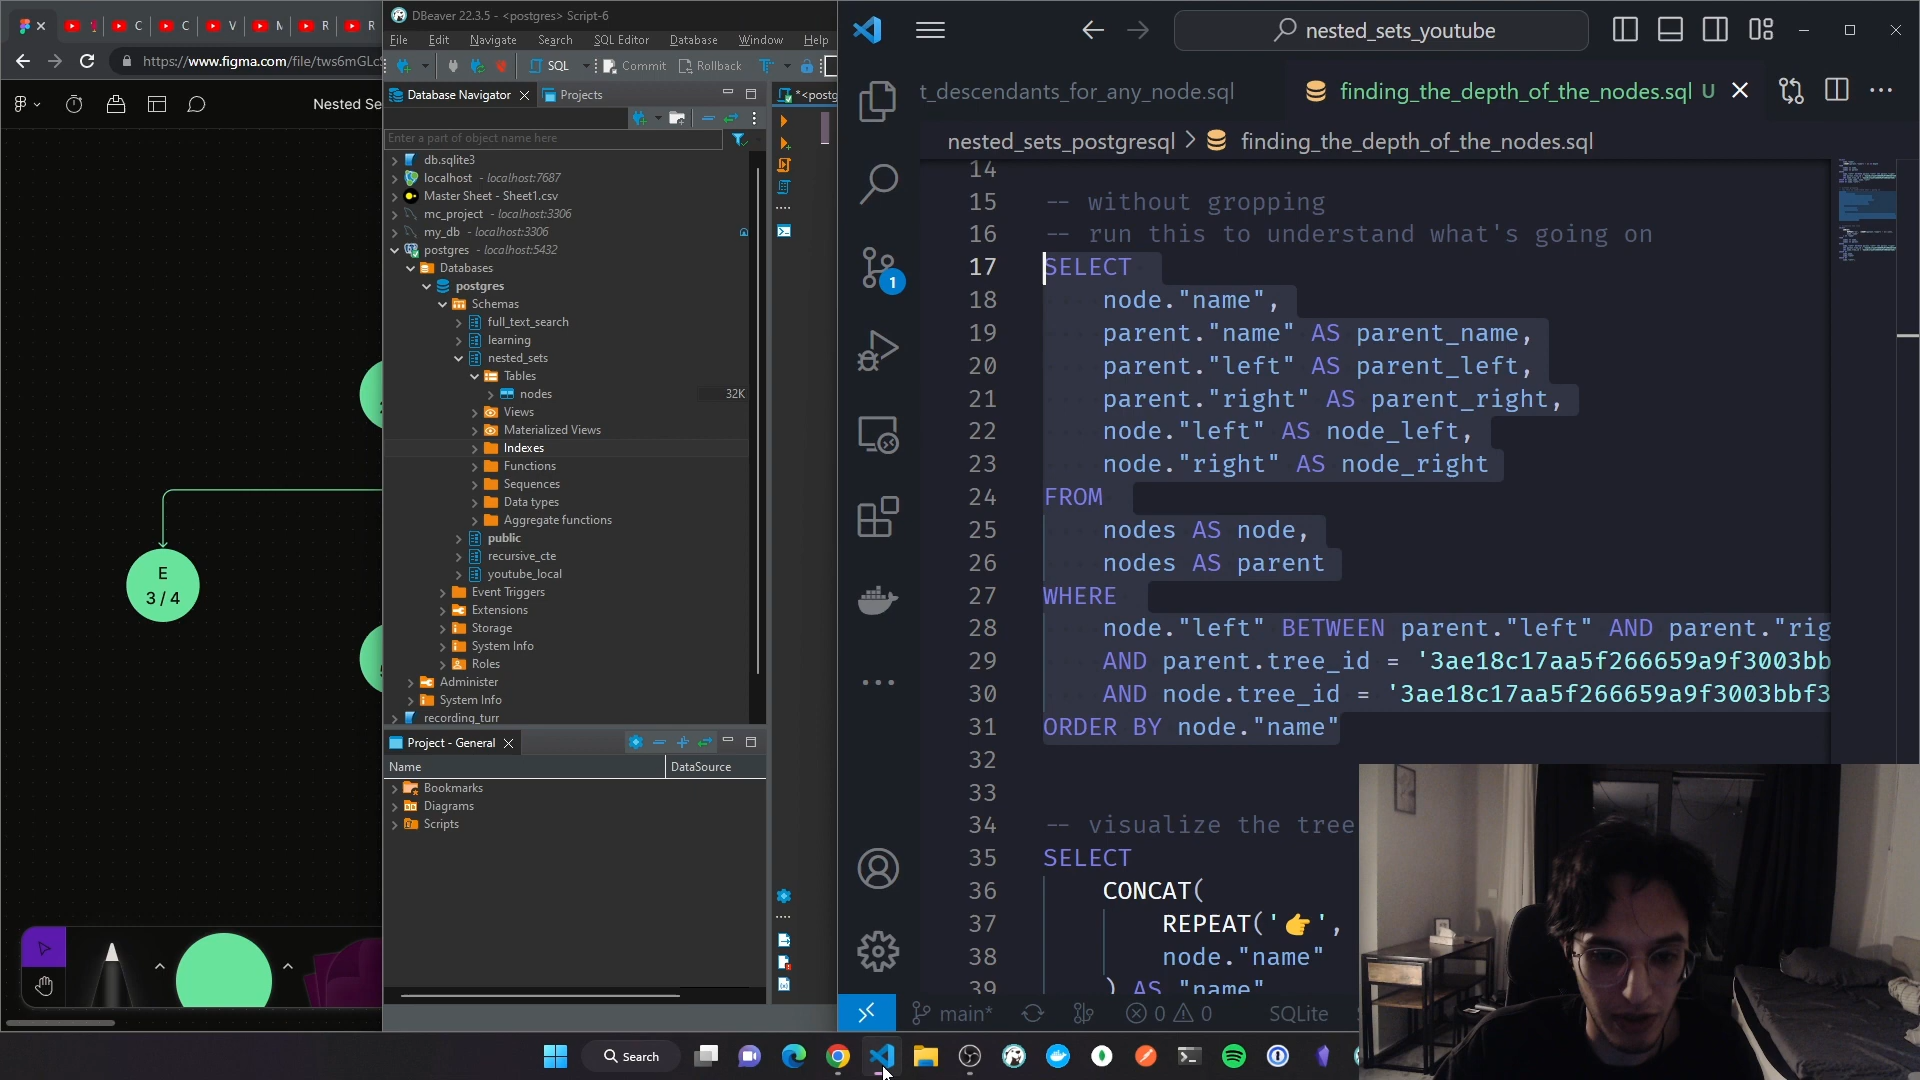 https://www.figma.com/file/tws6mGLc
Nested Se
E
3 / 4
DBeaver 22.3.5 - <postgres> Script-6
File Edit Navigate Search SQL Editor Database Window Help
SQL Commit Rollback
Database Navigator Projects
*<postg
Enter a part of object name here
db.sqlite3
localhost - localhost:7687
Master Sheet - Sheet1.csv
mc_project - localhost:3306
my_db - localhost:3306
postgres - localhost:5432
Databases
postgres
Schemas
full_text_search
learning
nested_sets
Tables
nodes 32K
Views
Materialized Views
Indexes
Functions
Sequences
Data types
Aggregate functions
public
recursive_cte
youtube_local
Event Triggers
Extensions
Storage
System Info
Roles
Administer
System Info
recording_turr
Project - General
Name DataSource
Bookmarks
Diagrams
Scripts
nested_sets_youtube
t_descendants_for_any_node.sql finding_the_depth_of_the_nodes.sql U
nested_sets_postgresql > finding_the_depth_of_the_nodes.sql
1
14
15 -- without gropping
16 -- run this to understand what's going on
17 SELECT
18 node."name",
19 parent."name" AS parent_name,
20 parent."left" AS parent_left,
21 parent."right" AS parent_right,
22 node."left" AS node_left,
23 node."right" AS node_right
24 FROM
25 nodes AS node,
26 nodes AS parent
27 WHERE
28 node."left" BETWEEN parent."left" AND parent."rig
29 AND parent.tree_id = '3ae18c17aa5f266659a9f3003bb
30 AND node.tree_id = '3ae18c17aa5f266659a9f3003bbf3
31 ORDER BY node."name"
32
33
34 -- visualize the tree
35 SELECT
36 CONCAT(
37 REPEAT('👉',
38 node."name"
39 ) AS "name"
main* 0 0 SQLite
Search